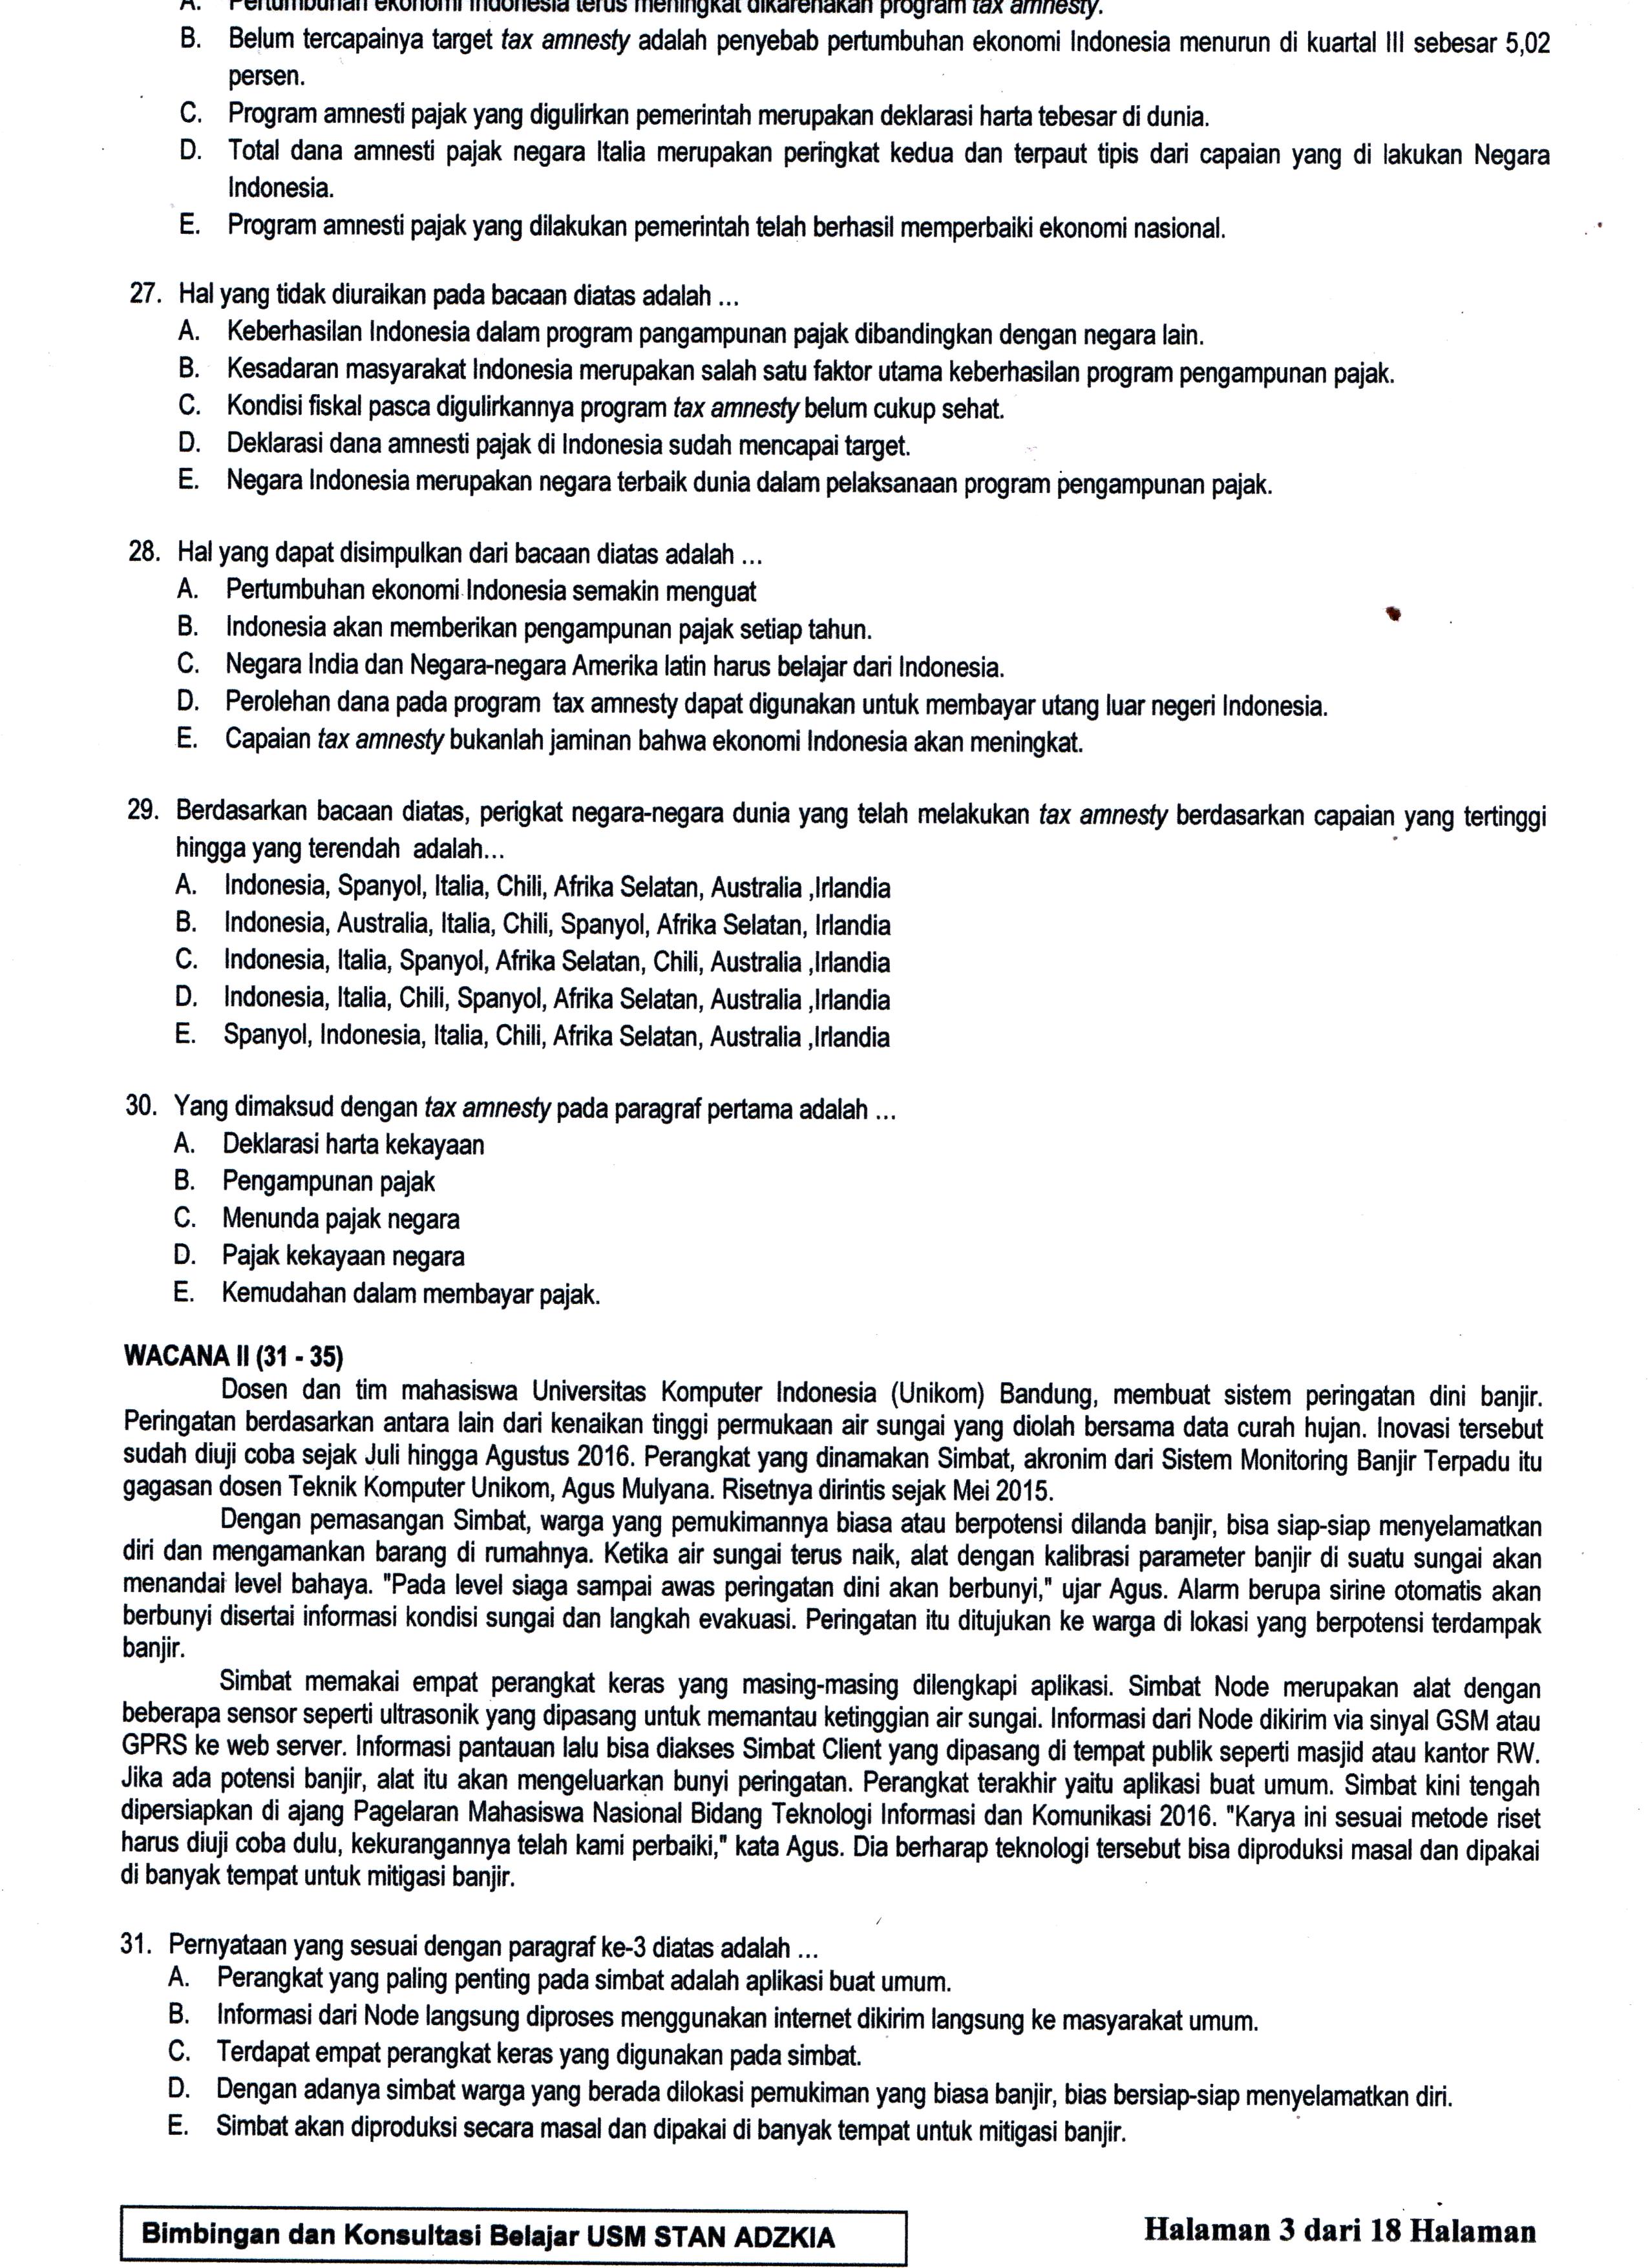 A. Pertumbuhan ekonomi Indonesia terus meningkat dikarenakan program tax amnesty.
B. Belum tercapainya target tax amnesty adalah penyebab pertumbuhan ekonomi Indonesia menurun di kuartal III sebesar 5,02
persen.
C. Program amnesti pajak yang digulirkan pemerintah merupakan deklarasi harta tebesar di dunia.
D. Total dana amnesti pajak negara Italia merupakan peringkat kedua dan terpaut tipis dari capaian yang di lakukan Negara
Indonesia.
E. Program amnesti pajak yang dilakukan pemerintah telah berhasil memperbaiki ekonomi nasional.
27. Hal yang tidak diuraikan pada bacaan diatas adalah ...
A. Keberhasilan Indonesia dalam program pangampunan pajak dibandingkan dengan negara lain.
B. Kesadaran masyarakat Indonesia merupakan salah satu faktor utama keberhasilan program pengampunan pajak.
C. Kondisi fiskal pasca digulirkannya program tax amnesty belum cukup sehat.
D. Deklarasi dana amnesti pajak di Indonesia sudah mencapai target.
E. Negara Indonesia merupakan negara terbaik dunia dalam pelaksanaan program pengampunan pajak.
28. Hal yang dapat disimpulkan dari bacaan diatas adalah ...
A. Pertumbuhan ekonomi Indonesia semakin menguat
B. Indonesia akan memberikan pengampunan pajak setiap tahun.
C. Negara India dan Negara-negara Amerika latin harus belajar dari Indonesia.
D. Perolehan dana pada program tax amnesty dapat digunakan untuk membayar utang luar negeri Indonesia.
E. Capaian tax amnesty bukanlah jaminan bahwa ekonomi Indonesia akan meningkat.
29. Berdasarkan bacaan diatas, perigkat negara-negara dunia yang telah melakukan tax amnesty berdasarkan capaian yang tertinggi
hingga yang terendah adalah...
A. Indonesia, Spanyol, Italia, Chili, Afrika Selatan, Australia ,Irlandia
B. Indonesia, Australia, Italia, Chili, Spanyol, Afrika Selatan, Irlandia
C. Indonesia, Italia, Spanyol, Afrika Selatan, Chili, Australia ,Irlandia
D. Indonesia, Italia, Chili, Spanyol, Afrika Selatan, Australia ,Irlandia
E. Spanyol, Indonesia, Italia, Chili, Afrika Selatan, Australia ,Irlandia
30. Yang dimaksud dengan tax amnesty pada paragraf pertama adalah ...
A. Deklarasi harta kekayaan
B. Pengampunan pajak
C. Menunda pajak negara
D. Pajak kekayaan negara
E. Kemudahan dalam membayar pajak.
WACANA II (31 - 35)
Dosen dan tim mahasiswa Universitas Komputer Indonesia (Unikom) Bandung, membuat sistem peringatan dini banjir.
Peringatan berdasarkan antara lain dari kenaikan tinggi permukaan air sungai yang diolah bersama data curah hujan. Inovasi tersebut
sudah diuji coba sejak Juli hingga Agustus 2016. Perangkat yang dinamakan Simbat, akronim dari Sistem Monitoring Banjir Terpadu itu
gagasan dosen Teknik Komputer Unikom, Agus Mulyana. Risetnya dirintis sejak Mei 2015.
Dengan pemasangan Simbat, warga yang pemukimannya biasa atau berpotensi dilanda banjir, bisa siap-siap menyelamatkan
diri dan mengamankan barang di rumahnya. Ketika air sungai terus naik, alat dengan kalibrasi parameter banjir di suatu sungai akan
menandai level bahaya. "Pada level siaga sampai awas peringatan dini akan berbunyi," ujar Agus. Alarm berupa sirine otomatis akan
berbunyi disertai informasi kondisi sungai dan langkah evakuasi. Peringatan itu ditujukan ke warga di lokasi yang berpotensi terdampak
banjir.
Simbat memakai empat perangkat keras yang masing-masing dilengkapi aplikasi. Simbat Node merupakan alat dengan
beberapa sensor seperti ultrasonik yang dipasang untuk memantau ketinggian air sungai. Informasi dari Node dikirim via sinyal GSM atau
GPRS ke web server. Informasi pantauan lalu bisa diakses Simbat Client yang dipasang di tempat publik seperti masjid atau kantor RW.
Jika ada potensi banjir, alat itu akan mengeluarkan bunyi peringatan. Perangkat terakhir yaitu aplikasi buat umum. Simbat kini tengah
dipersiapkan di ajang Pagelaran Mahasiswa Nasional Bidang Teknologi Informasi dan Komunikasi 2016. "Karya ini sesuai metode riset
harus diuji coba dulu, kekurangannya telah kami perbaiki," kata Agus. Dia berharap teknologi tersebut bisa diproduksi masal dan dipakai
di banyak tempat untuk mitigasi banjir.
31. Pernyataan yang sesuai dengan paragraf ke-3 diatas adalah ...
A. Perangkat yang paling penting pada simbat adalah aplikasi buat umum.
B. Informasi dari Node langsung diproses menggunakan internet dikirim langsung ke masyarakat umum.
C. Terdapat empat perangkat keras yang digunakan pada simbat.
D. Dengan adanya simbat warga yang berada dilokasi pemukiman yang biasa banjir, bias bersiap-siap menyelamatkan diri.
E. Simbat akan diproduksi secara masal dan dipakai di banyak tempat untuk mitigasi banjir.
Bimbingan dan Konsultasi Belajar USM STAN ADZKIA
Halaman 3 dari 18 Halaman